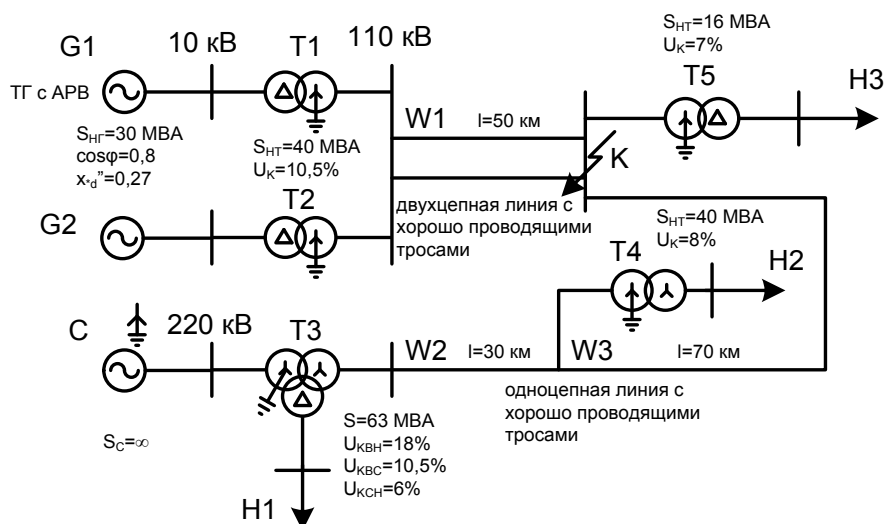 G1
10 кВ
T1
110 кВ
ТГ с АРВ
SНГ=30 МВА
cosφ=0,8
x*d”=0,27
SНТ=40 МВА
UК=10,5%
W1
l=50 км
SНТ=16 МВА
UК=7%
T5
H3
K
G2
T2
двухцепная линия с
хорошо проводящими
тросами
SНТ=40 МВА
UК=8%
T4
H2
C
220 кВ
T3
W2
l=30 км
W3
l=70 км
одноцепная линия с
хорошо проводящими
тросами
SC=∞
S=63 МВА
UКВН=18%
UКВС=10,5%
UКСН=6%
H1